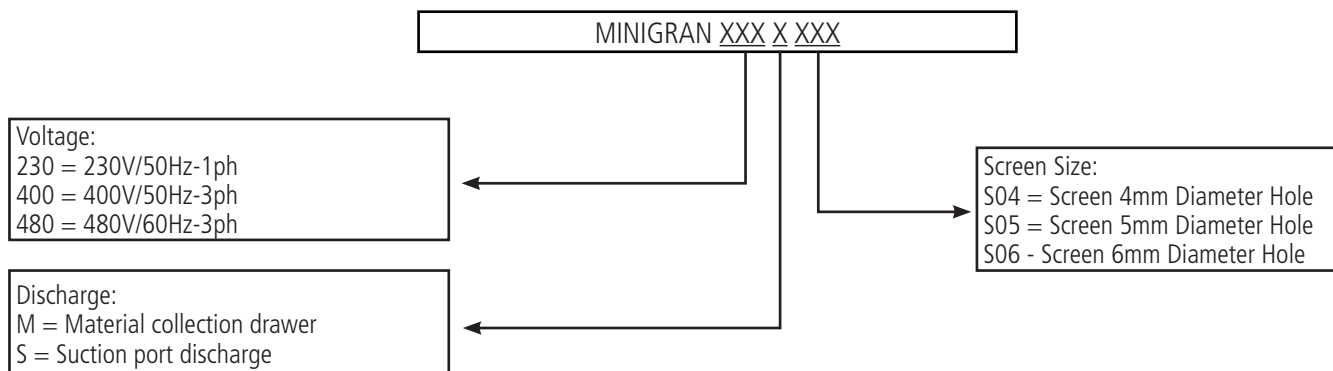 MINIGRAN XXX X XXX
Voltage:
230 = 230V/50Hz-1ph
400 = 400V/50Hz-3ph
480 = 480V/60Hz-3ph
Discharge:
M = Material collection drawer
S = Suction port discharge
Screen Size:
S04 = Screen 4mm Diameter Hole
S05 = Screen 5mm Diameter Hole
S06 - Screen 6mm Diameter Hole